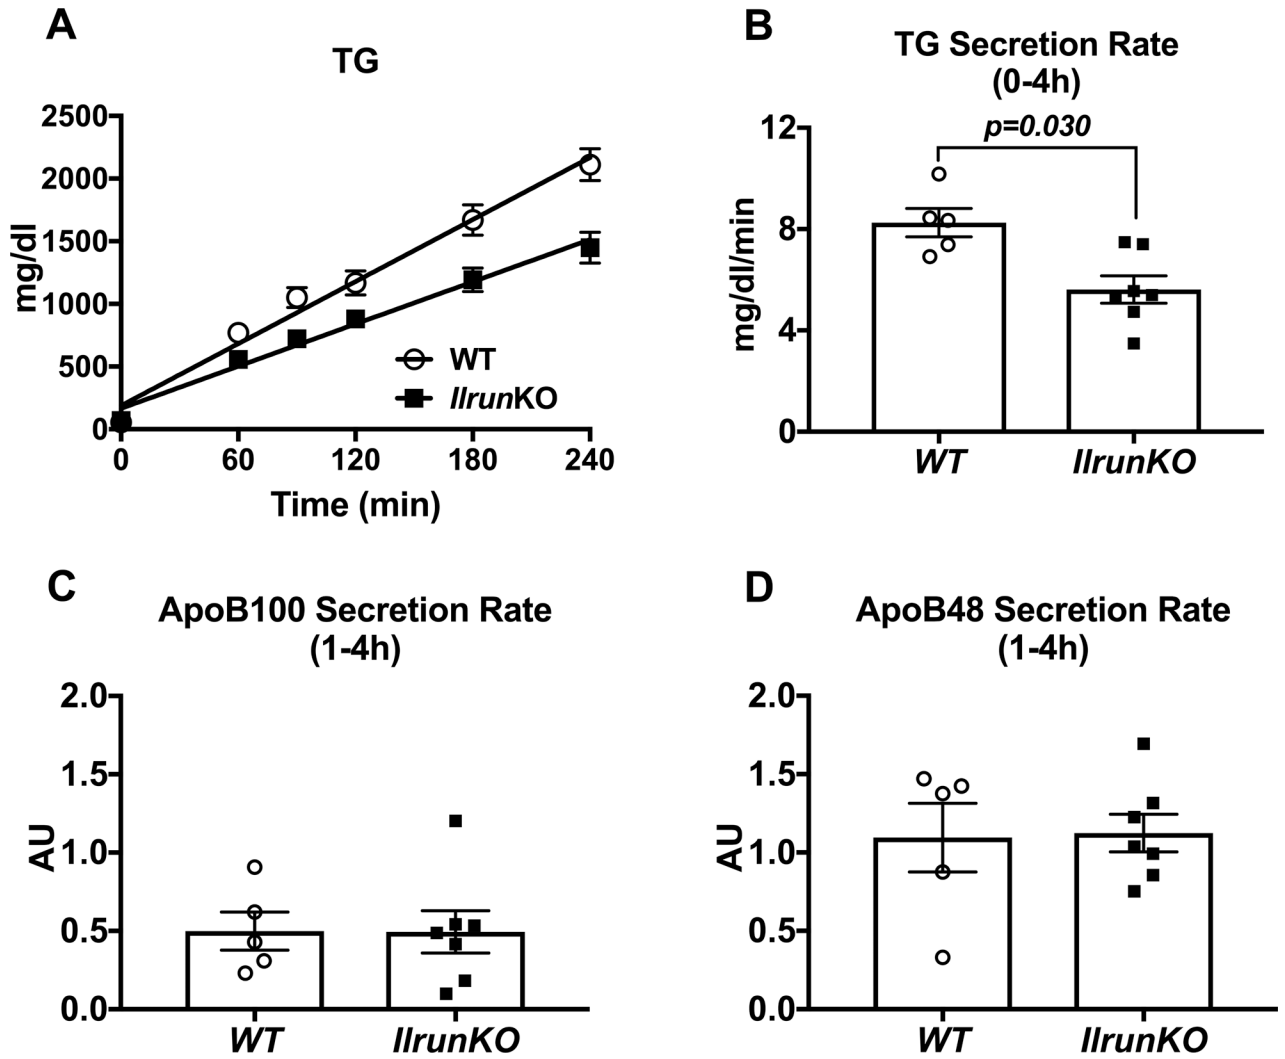 A
TG
2500
2000
1500
1000
500
0
mg/dl
0 60 120 180 240
Time (min)
WT
IlrunKO
B
TG Secretion Rate
(0-4h)
p=0.030
12
8
4
0
mg/dl/min
WT IlrunKO
C
ApoB100 Secretion Rate
(1-4h)
2.0
1.5
1.0
0.5
0.0
AU
WT IlrunKO
D
ApoB48 Secretion Rate
(1-4h)
2.0
1.5
1.0
0.5
0.0
AU
WT IlrunKO